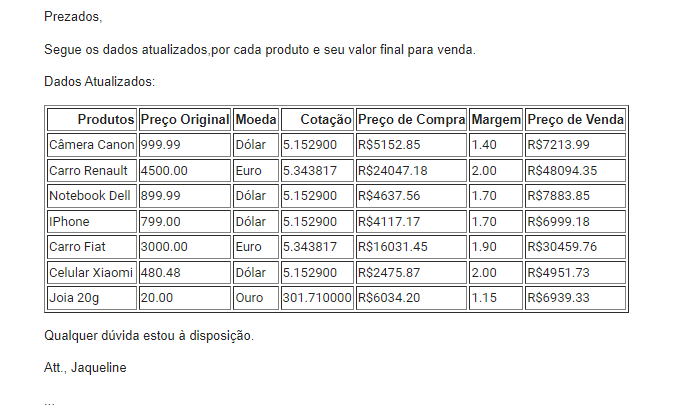 Prezados,
Segue os dados atualizados,por cada produto e seu valor final para venda.
Dados Atualizados:
Produtos Preço Original Moeda Cotação Preço de Compra Margem Preço de Venda
Câmera Canon 999.99 Dólar 5.152900 R$5152.85 1.40 R$7213.99
Carro Renault 4500.00 Euro 5.343817 R$24047.18 2.00 R$48094.35
Notebook Dell 899.99 Dólar 5.152900 R$4637.56 1.70 R$7883.85
IPhone 799.00 Dólar 5.152900 R$4117.17 1.70 R$6999.18
Carro Fiat 3000.00 Euro 5.343817 R$16031.45 1.90 R$30459.76
Celular Xiaomi 480.48 Dólar 5.152900 R$2475.87 2.00 R$4951.73
Joia 20g 20.00 Ouro 301.710000 R$6034.20 1.15 R$6939.33
Qualquer dúvida estou à disposição.
Att., Jaqueline
...